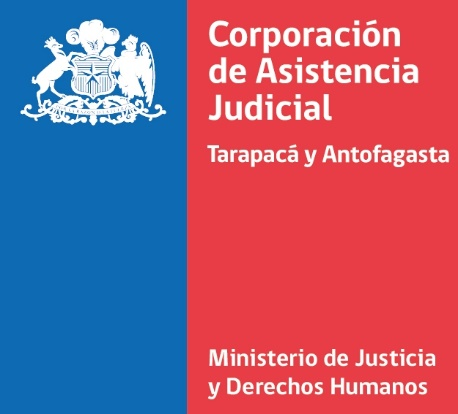 Corporación
de Asistencia
Judicial
Tarapacá y Antofagasta
Ministerio de Justicia
y Derechos Humanos